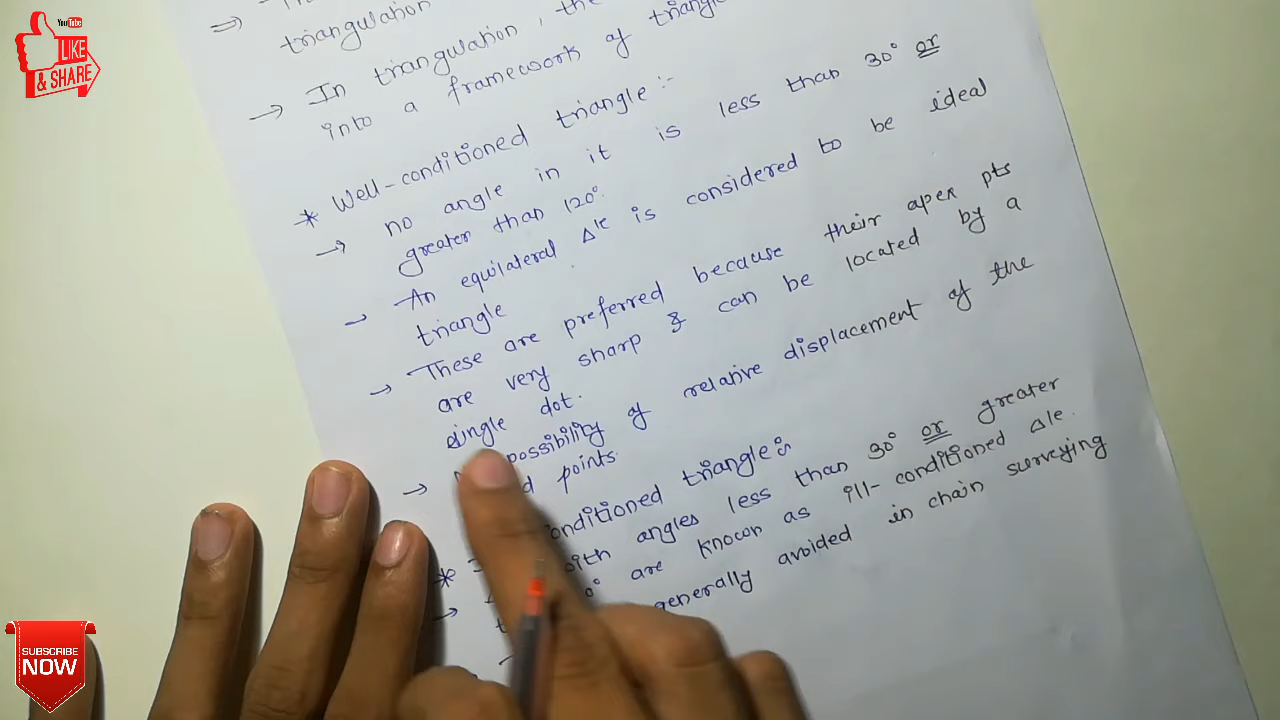 YouTube
LIKE
& SHARE
⇒
triangulation
→ In triangulation, the
into a framework of triangle
* Well-conditioned triangle :-
→ no angle in it is less than 30° or
greater than 120°.
→ An equilateral Δle is considered to be ideal
triangle
→ These are preferred because their apex pts
are very sharp & can be located by a
single dot.
→ possibility of relative displacement of the
points.
* conditioned triangle :-
→ with angles less than 30° or greater
0° are known as ill-conditioned Δle.
generally avoided in chain surveying
SUBSCRIBE
NOW